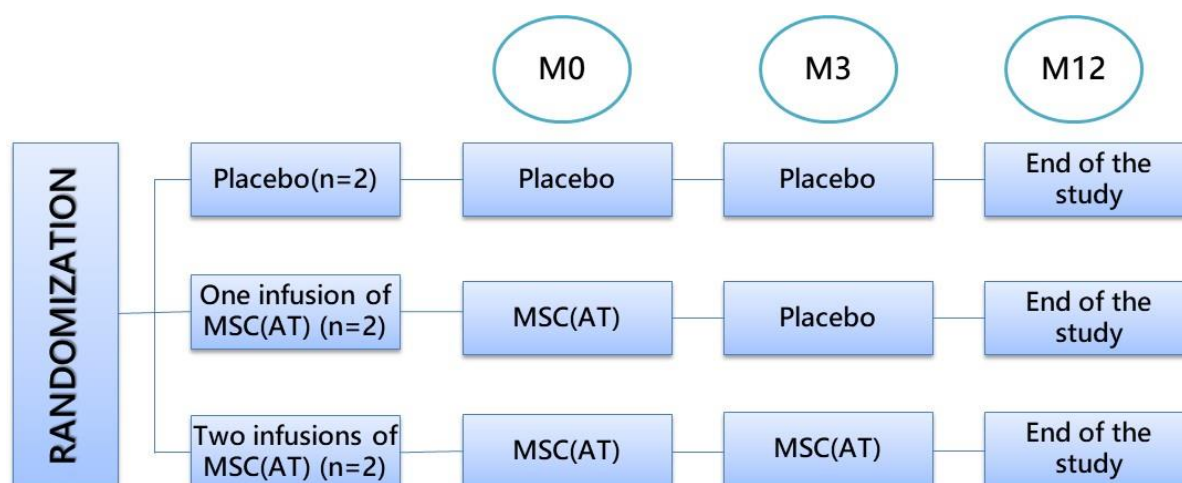 M0
M3
M12
RANDOMIZATION
Placebo(n=2)
Placebo
Placebo
End of the
study
One infusion of
MSC(AT) (n=2)
MSC(AT)
Placebo
End of the
study
Two infusions of
MSC(AT) (n=2)
MSC(AT)
MSC(AT)
End of the
study